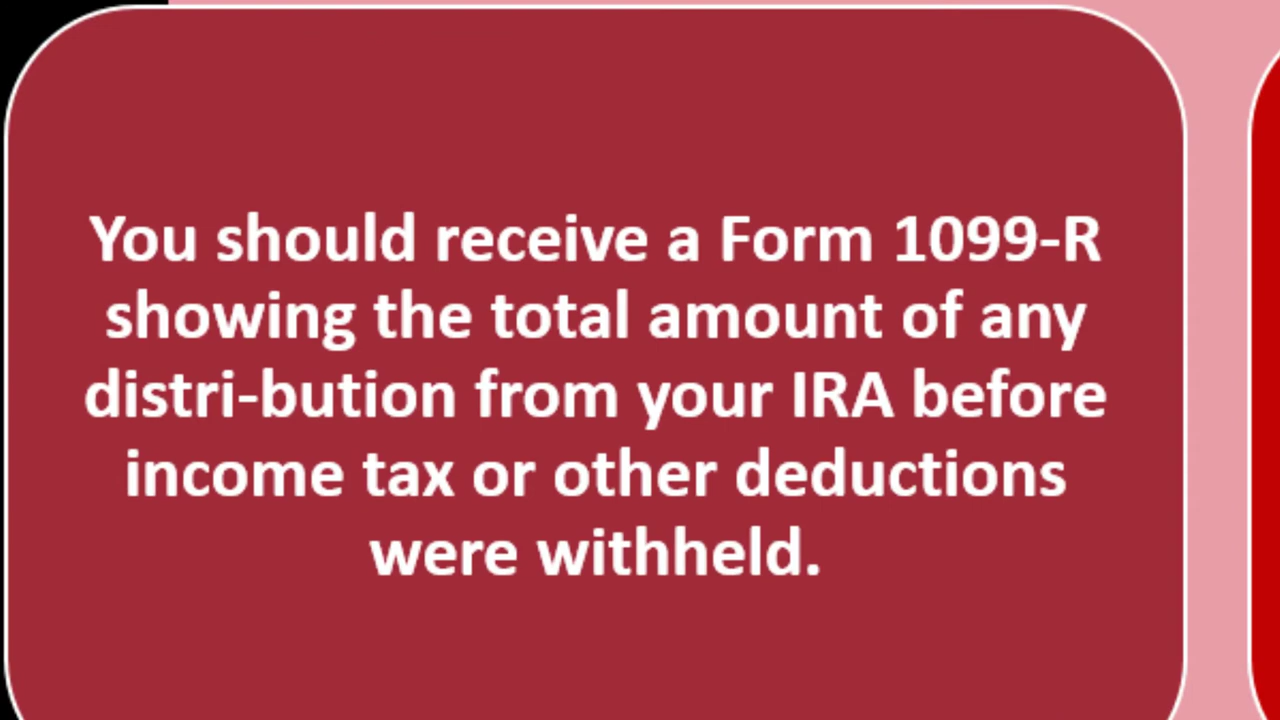 You should receive a Form 1099-R
showing the total amount of any
distri-bution from your IRA before
income tax or other deductions
were withheld.